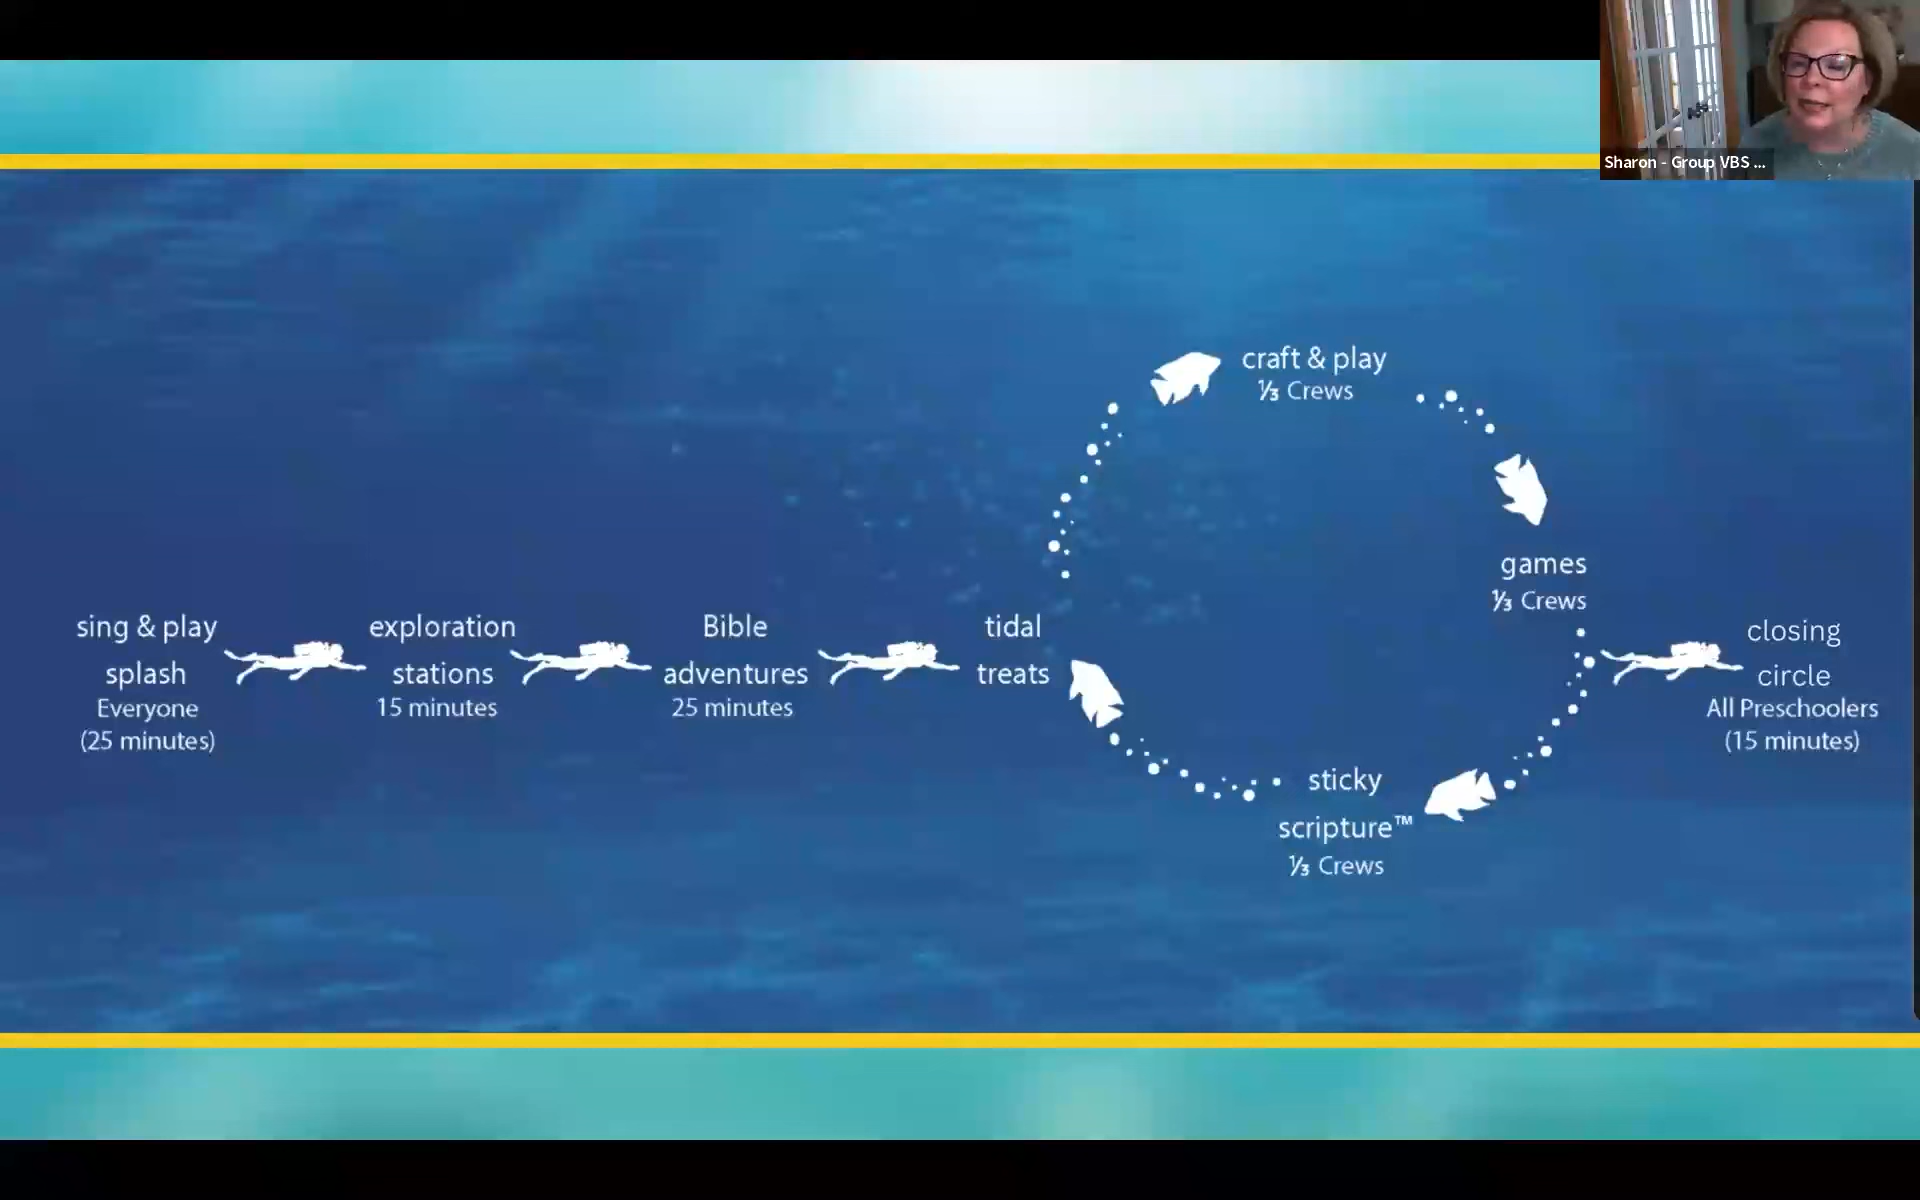 Sharon - Group VBS ...
craft & play
⅓ Crews
games
⅓ Crews
sing & play
splash
Everyone
(25 minutes)
exploration
stations
15 minutes
Bible
adventures
25 minutes
tidal
treats
closing
circle
All Preschoolers
(15 minutes)
sticky
scripture™
⅓ Crews